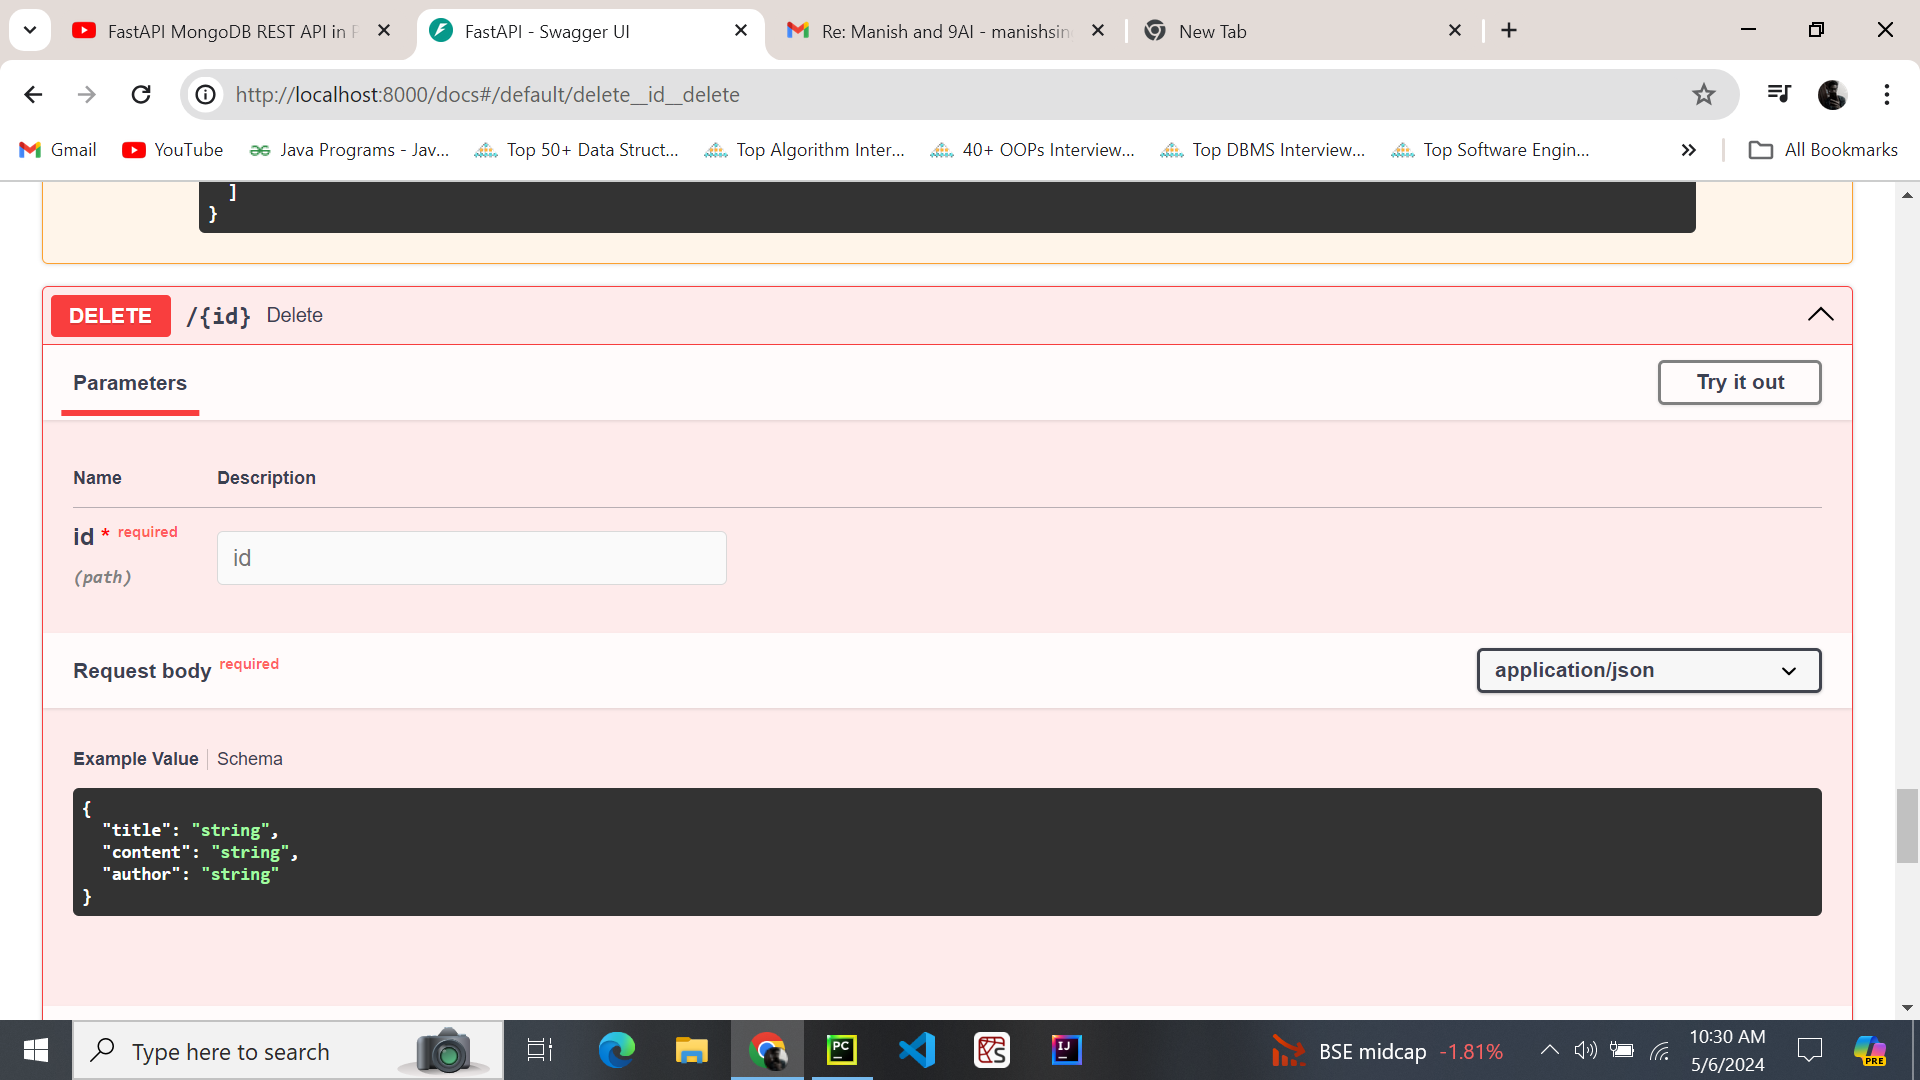 FastAPI MongoDB REST API in P
FastAPI - Swagger UI
Re: Manish and 9AI - manishsin
New Tab
http://localhost:8000/docs#/default/delete__id__delete
Gmail
YouTube
Java Programs - Jav...
Top 50+ Data Struct...
Top Algorithm Inter...
40+ OOPs Interview...
Top DBMS Interview...
Top Software Engin...
All Bookmarks
]
}
DELETE /{id} Delete
Parameters
Try it out
Name Description
id * required
(path)
id
Request body required
application/json
Example Value Schema
{
"title": "string",
"content": "string",
"author": "string"
}
Type here to search
PC
IJ
BSE midcap -1.81%
10:30 AM
5/6/2024
PRE